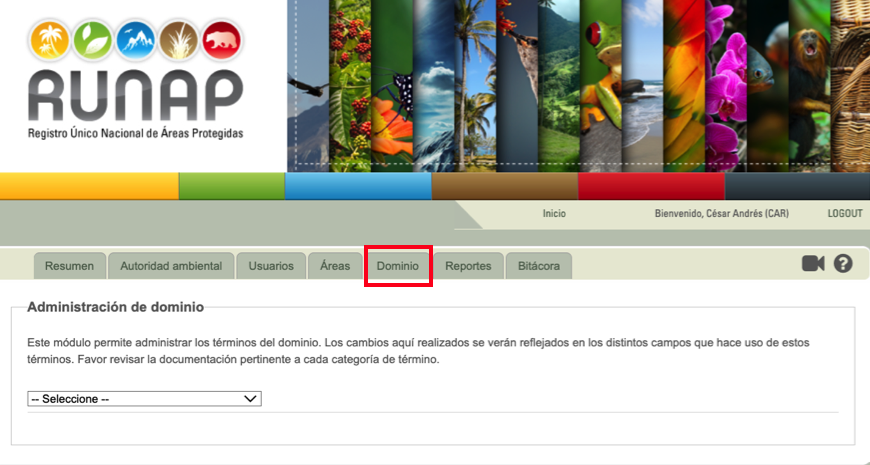 RUNAP
Registro Único Nacional de Áreas Protegidas
Inicio
Bienvenido, César Andrés (CAR)
LOGOUT
Resumen
Autoridad ambiental
Usuarios
Áreas
Dominio
Reportes
Bitácora
?
Administración de dominio
Este módulo permite administrar los términos del dominio. Los cambios aquí realizados se verán reflejados en los distintos campos que hace uso de estos
términos. Favor revisar la documentación pertinente a cada categoría de término.
-- Seleccione --